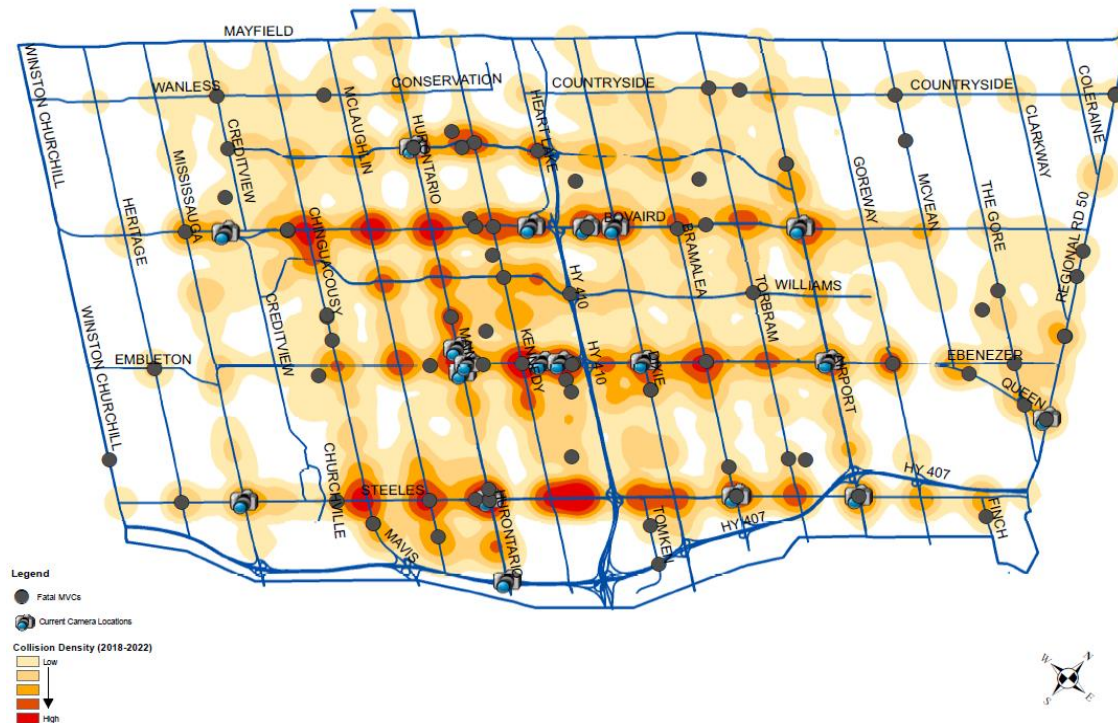 MAYFIELD
WINSTON CHURCHILL
WANLESS
CONSERVATION
COUNTRYSIDE
COUNTRYSIDE
COLERAINE
MCLAUGHLIN
HEART LAKE
HURONTARIO
CREDITVIEW
MISSISSAUGA
HERITAGE
CLARKWAY
GOREWAY
MCVEAN
THE GORE
REGIONAL RD 50
CHINGUACOUSY
BOVAIRD
BRAMALEA
HY 410
TORBRAM
WILLIAMS
CREDITVIEW
WINSTON CHURCHILL
EMBLETON
KENNEDY
HY 410
DIXIE
AIRPORT
EBENEZER
QUEEN
CHURCHVILLE
STEELES
HURONTARIO
MAVIS
TOMKEN
HY 407
HY 407
FINCH
Legend
Fatal MVCs
Current Camera Locations
Collision Density (2018-2022)
Low
High
N
W
E
S